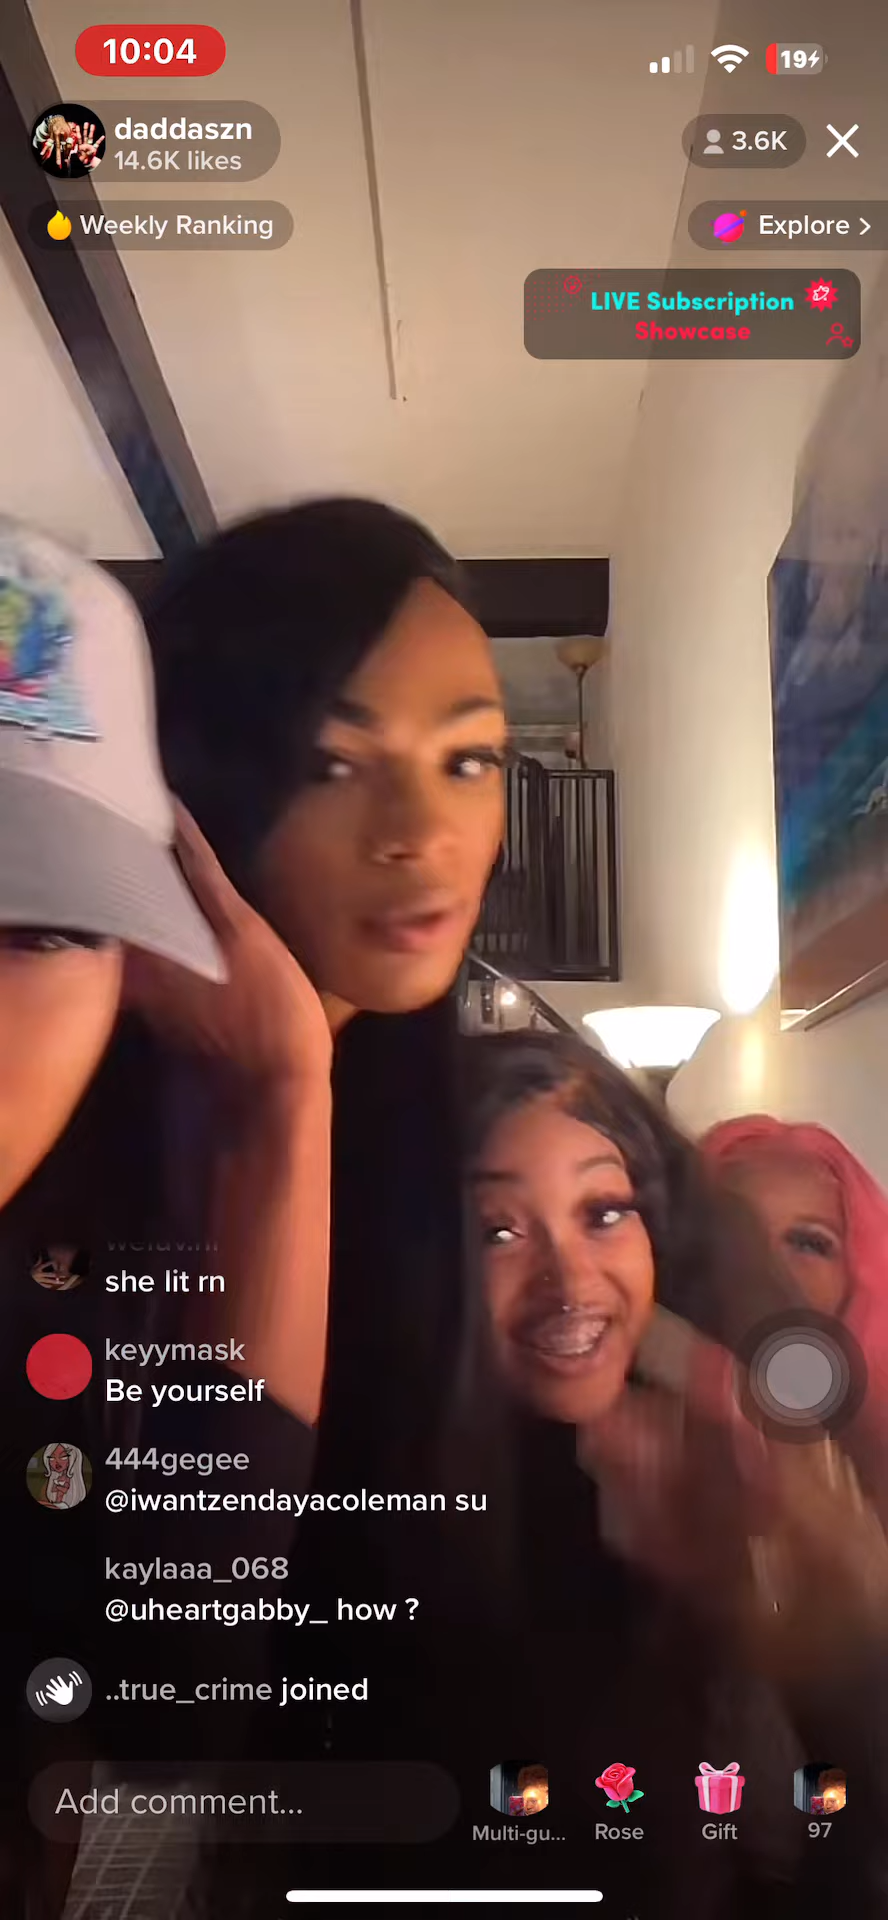 10:04
19
daddaszn
14.6K likes
3.6K
Weekly Ranking
Explore >
LIVE Subscription
Showcase
she lit rn
keyymask
Be yourself
444gegee
@iwantzendayacoleman su
kaylaaa_068
@uheartgabby_ how ?
..true_crime joined
Add comment...
Multi-gu...
Rose
Gift
97